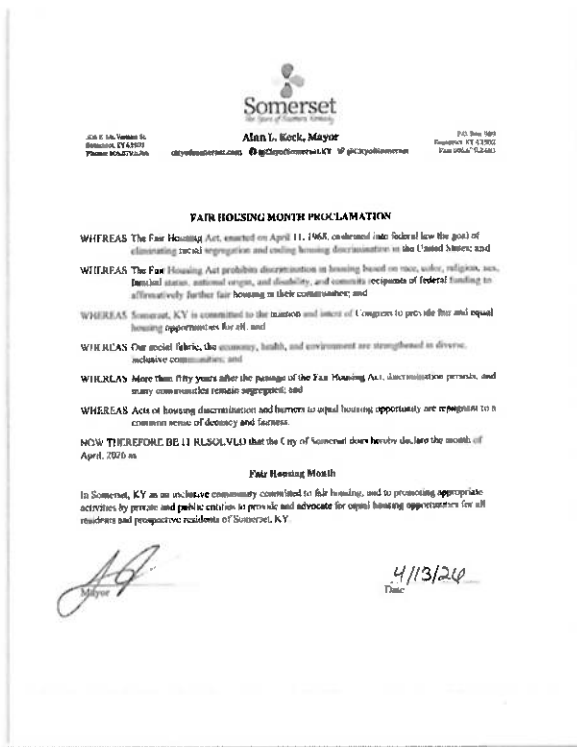 Somerset
Alan L. Keck, Mayor
Somerset, KY
cityofsomerset.com @CityofSomersetKY @CityofSomerset
FAIR HOUSING MONTH PROCLAMATION
WHEREAS The Fair Housing Act, enacted on April 11, 1968, enshrined into federal law the goal of
eliminating racial segregation and ending housing discrimination in the United States; and
WHEREAS The Fair Housing Act prohibits discrimination in housing based on race, color, religion, sex,
familial status, national origin, and disability, and commits recipients of federal funding to
affirmatively further fair housing in their communities; and
WHEREAS Somerset, KY is committed to the mission and intent of Congress to provide fair and equal
housing opportunities for all, and
WHEREAS Our social fabric, the economy, health, and environment are strengthened in diverse,
inclusive communities; and
WHEREAS More than fifty years after the passage of the Fair Housing Act, discrimination persists, and
many communities remain segregated; and
WHEREAS Acts of housing discrimination and barriers to equal housing opportunity are repugnant to a
common sense of decency and fairness.
NOW THEREFORE BE IT RESOLVED that the City of Somerset does hereby declare the month of
April, 2026 as
Fair Housing Month
In Somerset, KY as an inclusive community committed to fair housing, and to promoting appropriate
activities by private and public entities to provide and advocate for equal housing opportunities for all
residents and prospective residents of Somerset, KY.
Mayor
4/13/26
Date